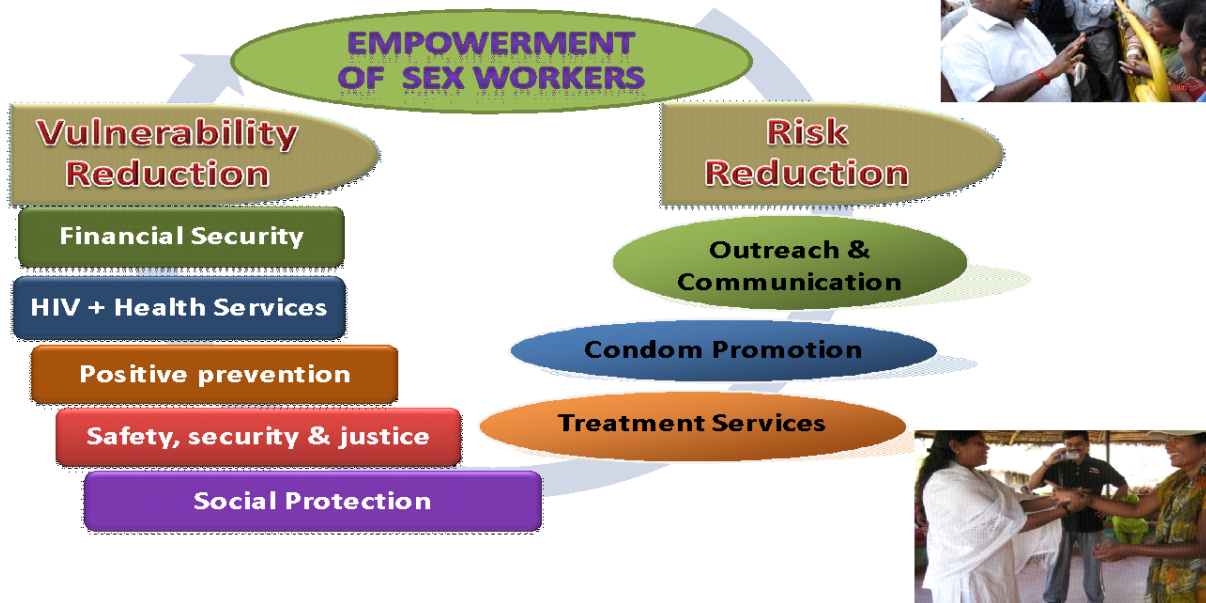 EMPOWERMENT
OF SEX WORKERS
Vulnerability
Reduction
Financial Security
HIV + Health Services
Positive prevention
Safety, security & justice
Social Protection
Risk
Reduction
Outreach &
Communication
Condom Promotion
Treatment Services